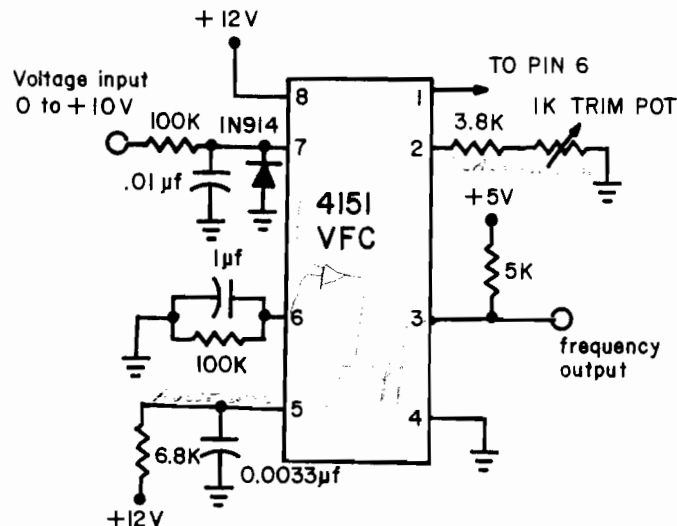 +12V
Voltage input
0 to +10V
100K
1N914
.01µf
8
7
6
5
1
2
3
4
4151
VFC
TO PIN 6
3.8K
1K TRIM POT
+5V
5K
frequency
output
1µf
100K
6.8K
0.0033µf
+12V